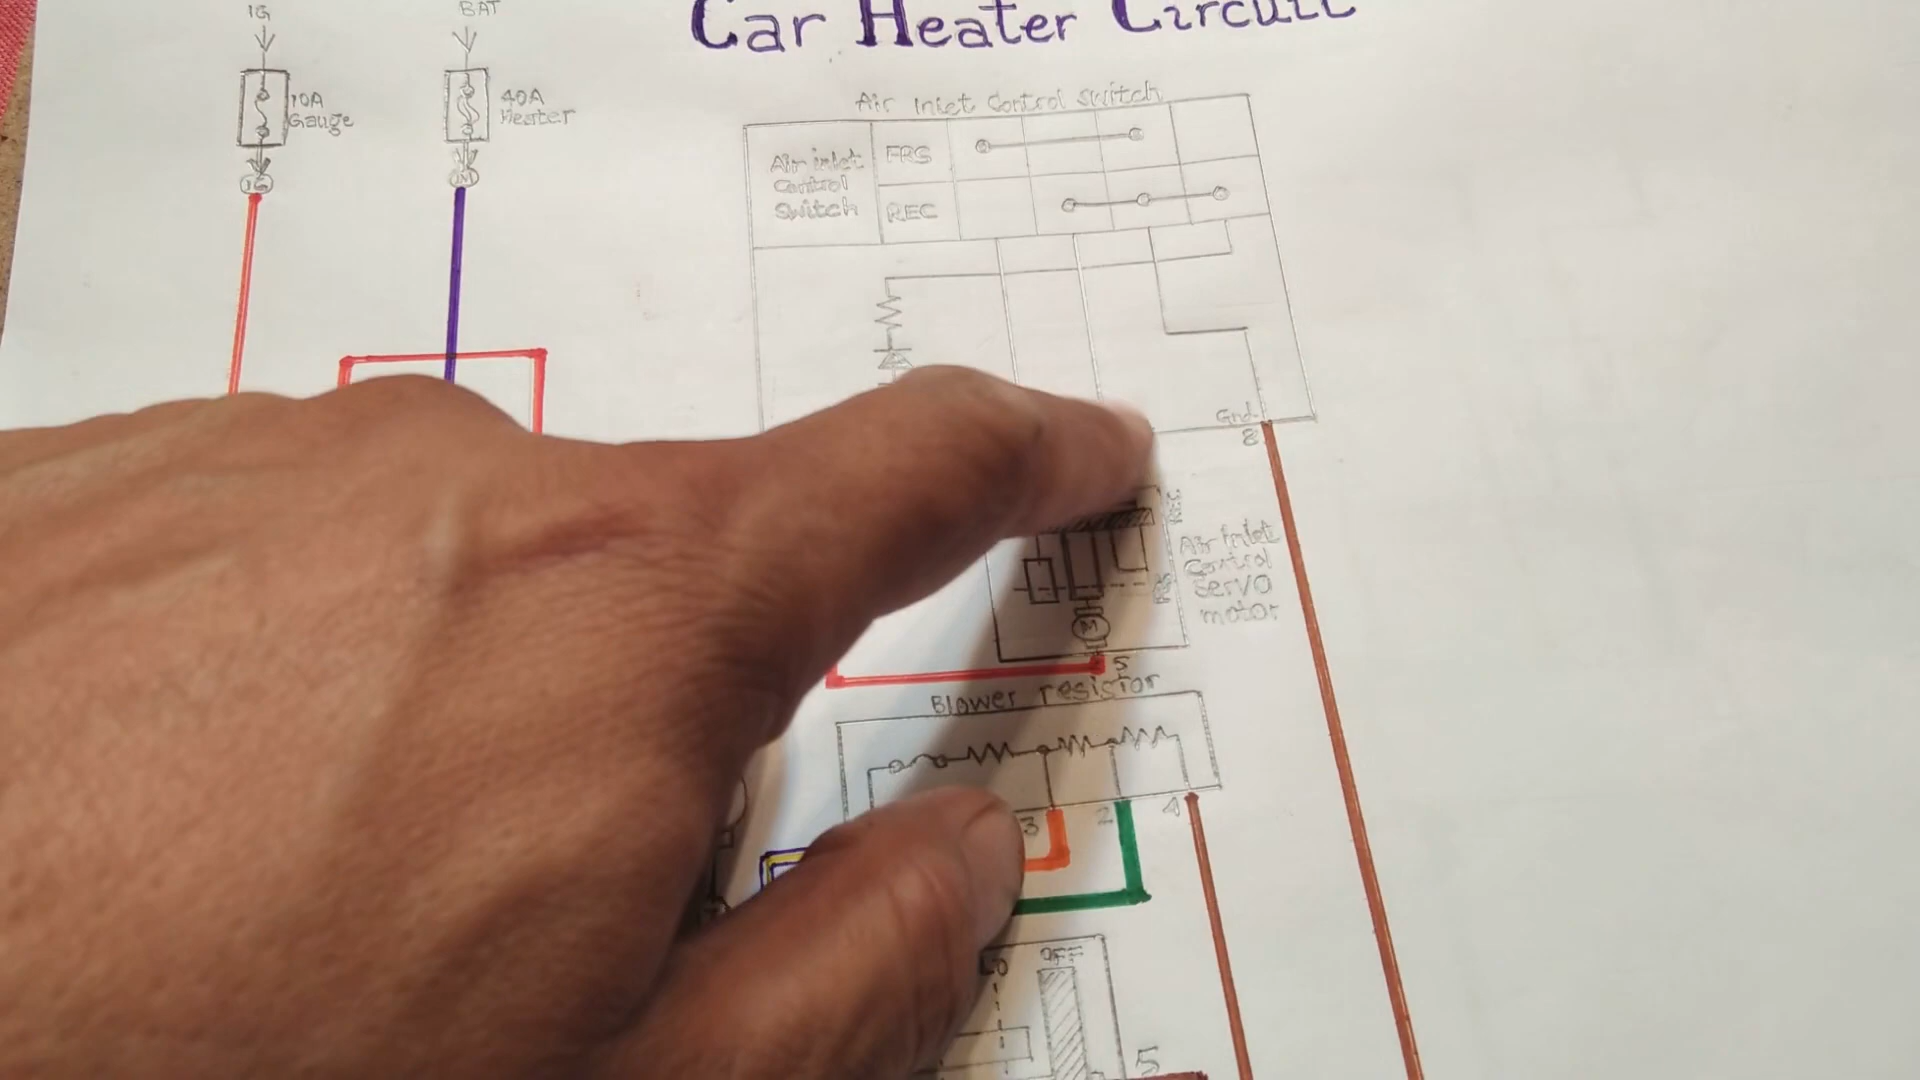 IG
BAT
Car Heater Circuit
10A
Gauge
40A
Heater
Air Inlet Control Switch
Air inlet
Control
Switch
FRS
REC
Gnd
8
REC
Air inlet
Control
Servo
motor
M
5
Blower resistor
3
2
4
LO
OFF
5